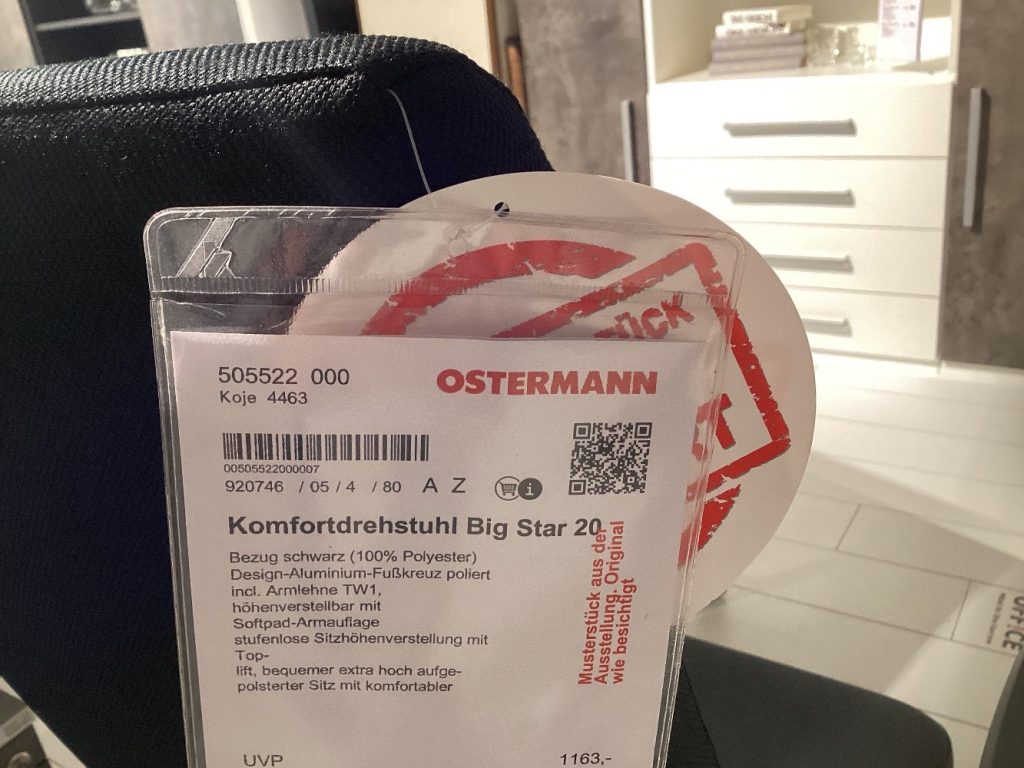 505522 000
Koje 4463
OSTERMANN
00505522000007
920746 / 05 / 4 / 80 A Z
Komfortdrehstuhl Big Star 20
Bezug schwarz (100% Polyester)
Design-Aluminium-Fußkreuz poliert
incl. Armlehne TW1,
höhenverstellbar mit
Softpad-Armauflage
stufenlose Sitzhöhenverstellung mit
Top-
lift, bequemer extra hoch aufge-
polsterter Sitz mit komfortabler
Musterstück aus der
Ausstellung. Original
wie besichtigt
UVP 1163,-
OFFICE